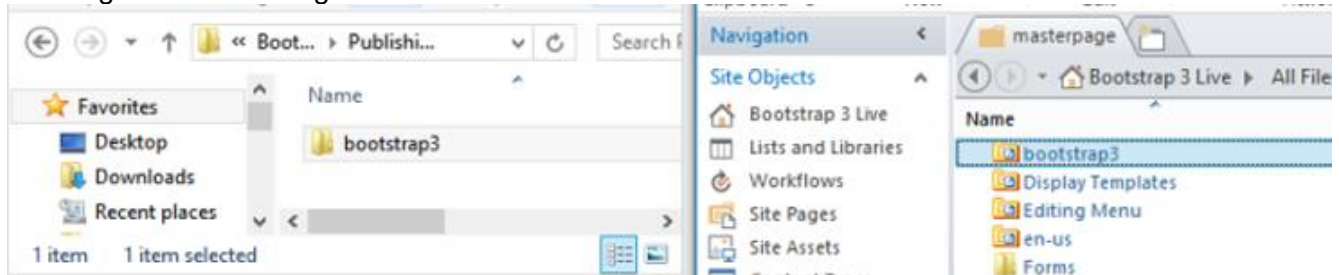 « Boot... › Publishi...
Search
Favorites
Desktop
Downloads
Recent places
Name
bootstrap3
1 item 1 item selected
Navigation
Site Objects
Bootstrap 3 Live
Lists and Libraries
Workflows
Site Pages
Site Assets
masterpage
Bootstrap 3 Live All File
Name
bootstrap3
Display Templates
Editing Menu
en-us
Forms